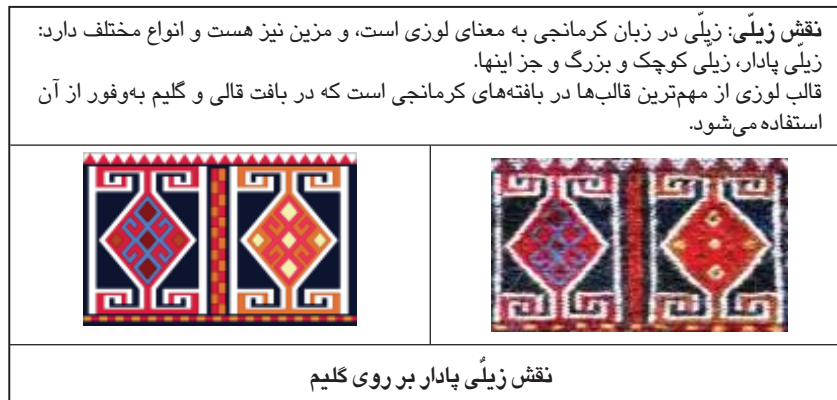 نقش زیلّی: زیلّی در زبان کرمانجی به معنای لوزی است، و مزین نیز هست و انواع مختلف دارد:
زیلّی پادار، زیلّی کوچک و بزرگ و جز اینها.
قالب لوزی از مهم‌ترین قالب‌ها در بافته‌های کرمانجی است که در بافت قالی و گلیم به‌وفور از آن
استفاده می‌شود.
نقش زیلّی پادار بر روی گلیم